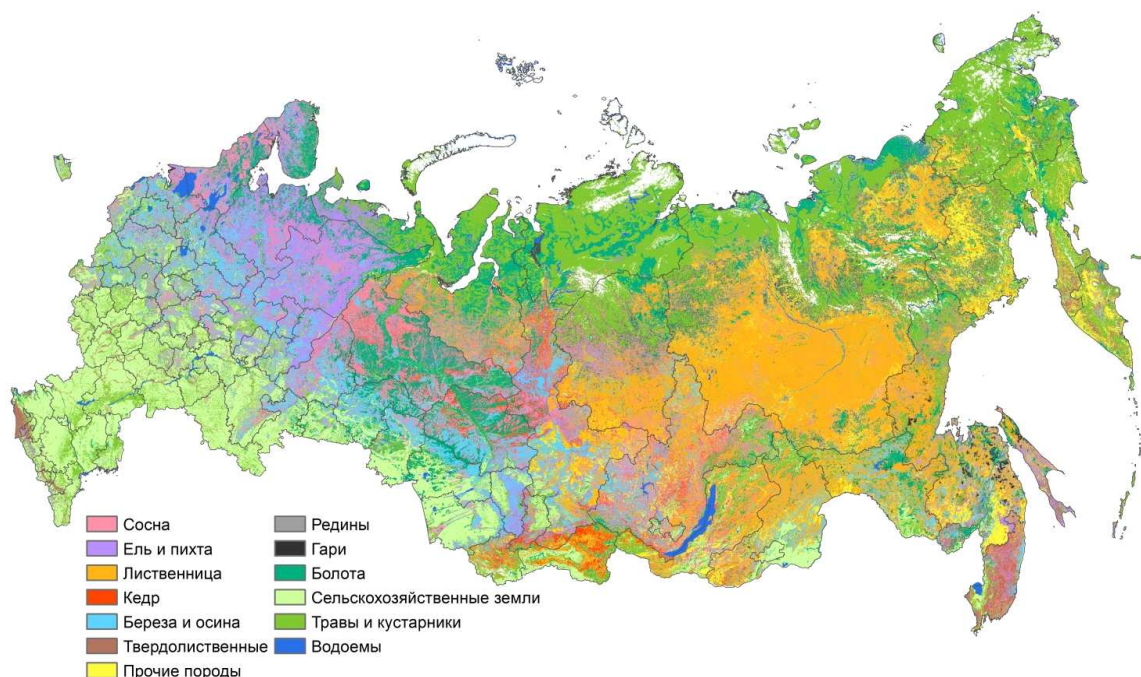 Сосна
Ель и пихта
Лиственница
Кедр
Береза и осина
Твердолиственные
Прочие породы
Редины
Гари
Болота
Сельскохозяйственные земли
Травы и кустарники
Водоемы